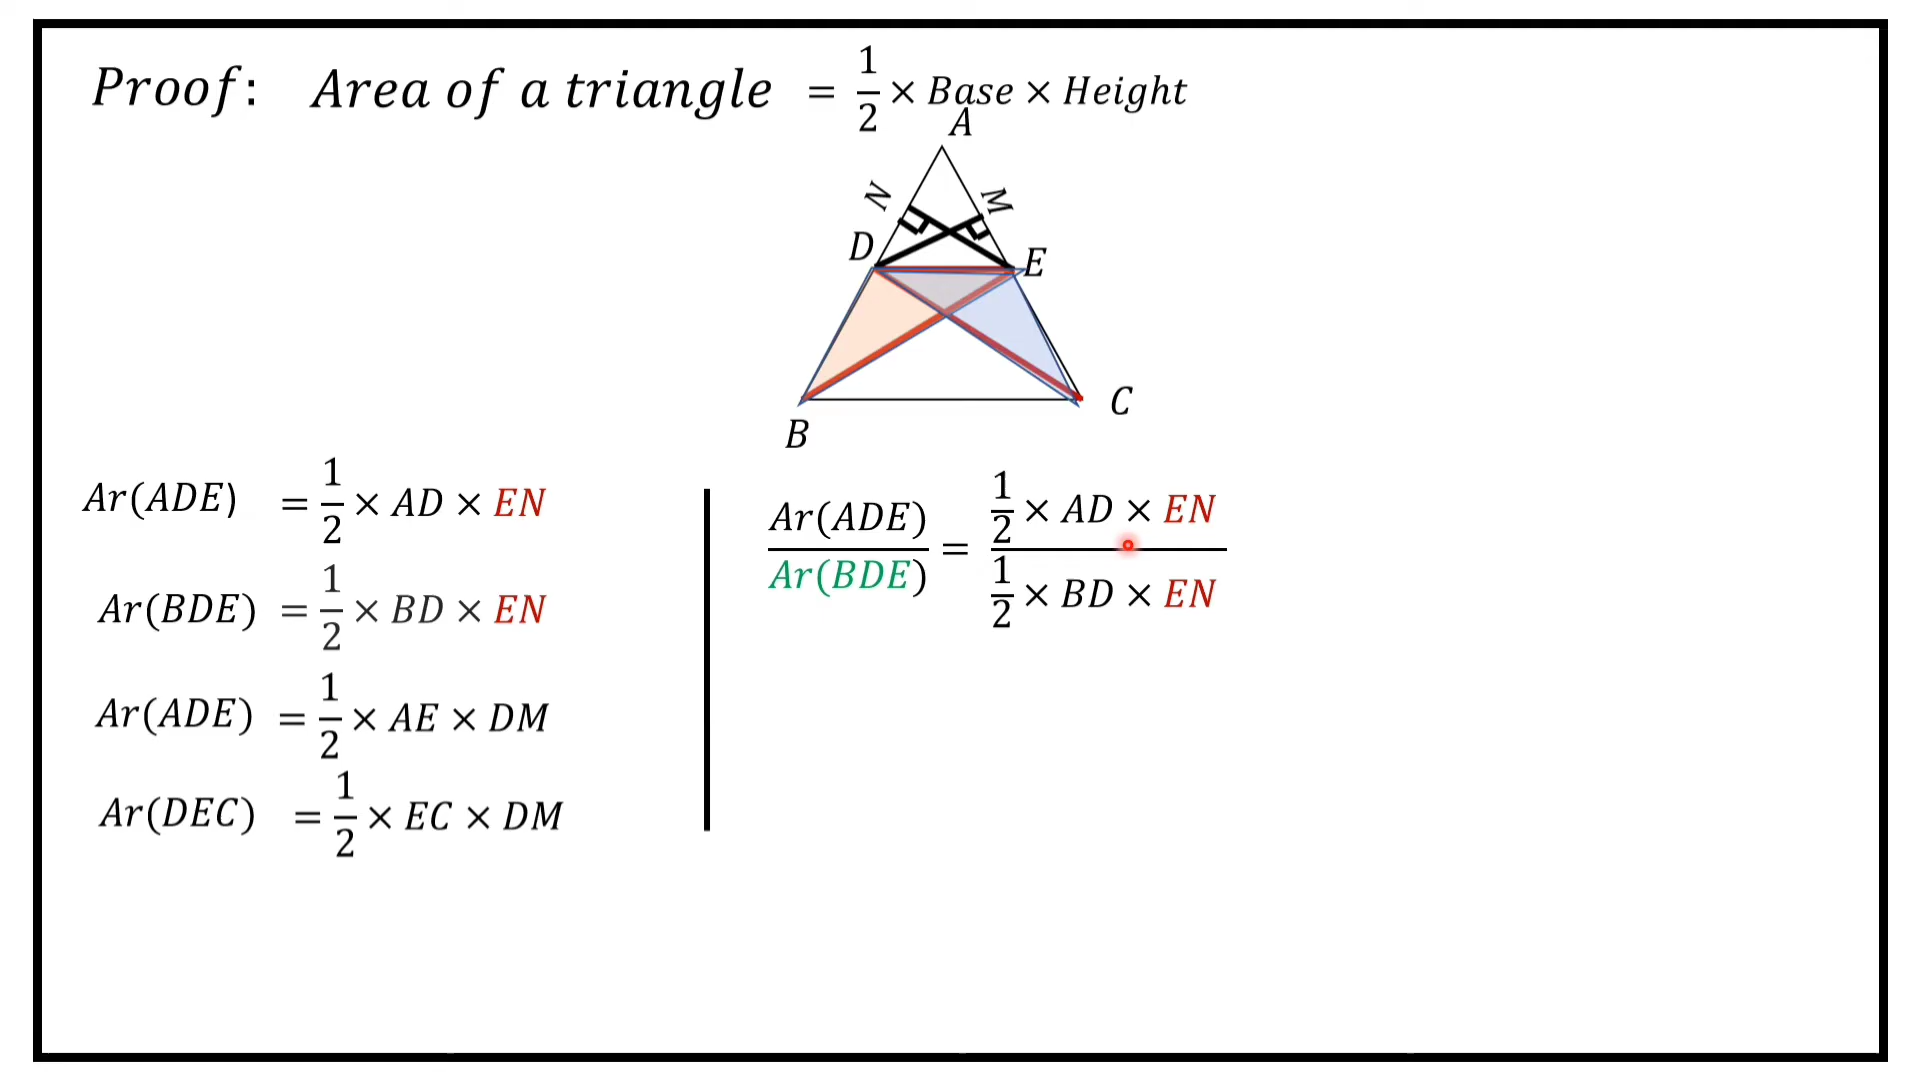 Proof: Area of a triangle = 1/2 × Base × Height
A
N
M
D
E
B
C
Ar(ADE) = 1/2 × AD × EN
Ar(BDE) = 1/2 × BD × EN
Ar(ADE) = 1/2 × AE × DM
Ar(DEC) = 1/2 × EC × DM
Ar(ADE)/Ar(BDE) = (1/2 × AD × EN)/(1/2 × BD × EN)